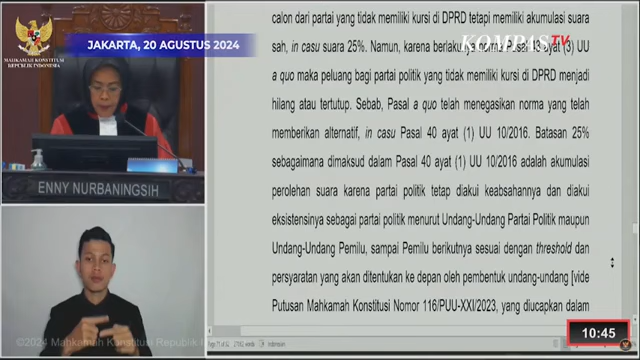 MAHKAMAH KONSTITUSI
REPUBLIK INDONESIA
JAKARTA, 20 AGUSTUS 2024
KOMPASTV
ENNY NURBANINGSIH
©2024 Mahkamah Konstitusi Republik I
calon dari partai yang tidak memiliki kursi di DPRD tetapi memiliki akumulasi suara
sah, in casu suara 25%. Namun, karena berlakunya norma Pasal 43 ayat (3) UU
a quo maka peluang bagi partai politik yang tidak memiliki kursi di DPRD menjadi
hilang atau tertutup. Sebab, Pasal a quo telah menegasikan norma yang telah
memberikan alternatif, in casu Pasal 40 ayat (1) UU 10/2016. Batasan 25%
sebagaimana dimaksud dalam Pasal 40 ayat (1) UU 10/2016 adalah akumulasi
perolehan suara karena partai politik tetap diakui keabsahannya dan diakui
eksistensinya sebagai partai politik menurut Undang-Undang Partai Politik maupun
Undang-Undang Pemilu, sampai Pemilu berikutnya sesuai dengan threshold dan
persyaratan yang akan ditentukan ke depan oleh pembentuk undang-undang [vide
Putusan Mahkamah Konstitusi Nomor 116/PUU-XXI/2023, yang diucapkan dalam
words
Indonesian
10:45